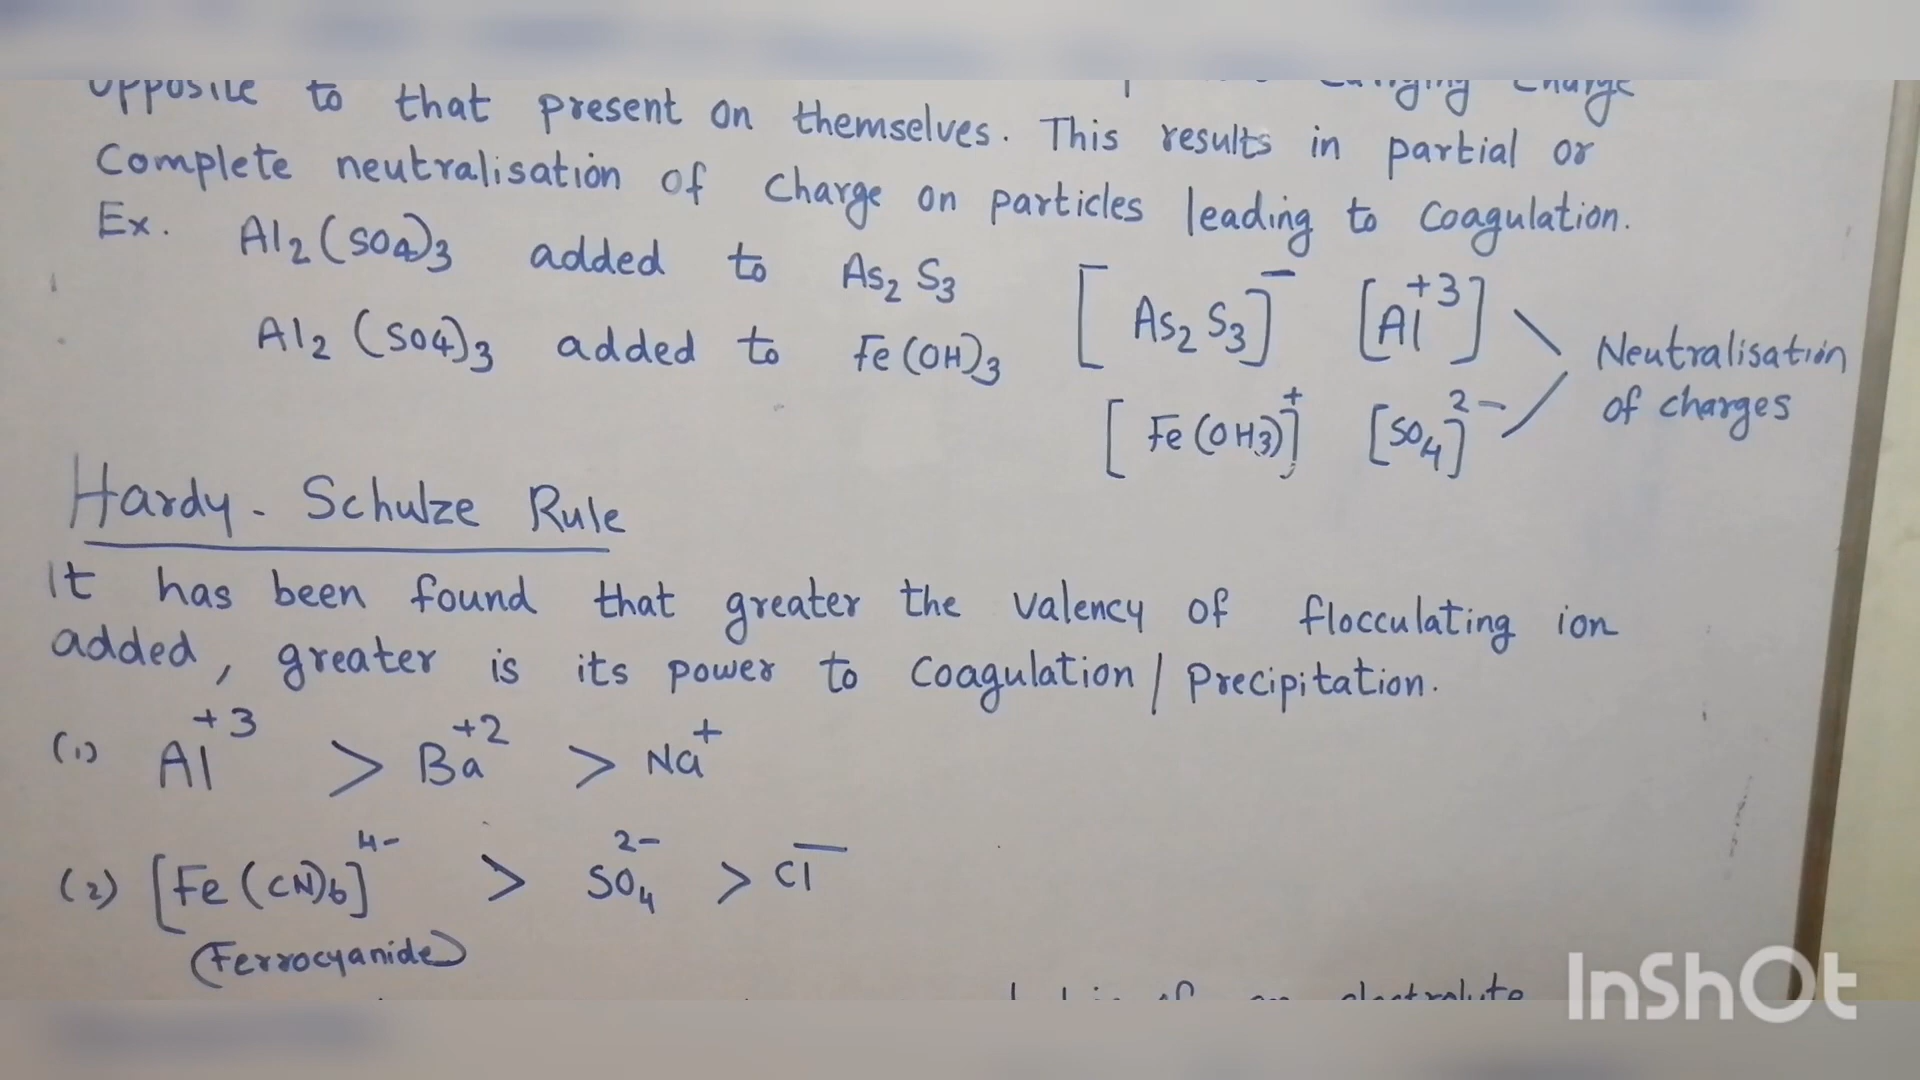 opposite to that present on themselves. This results in partial or
Complete neutralisation of charge on particles leading to coagulation.
Ex. Al2(SO4)3 added to As2 S3 [As2 S3]⁻ [Al⁺³]
Al2 (SO4)3 added to Fe(OH)3 [Fe(OH3)]⁺ [SO4]²⁻
Neutralisation
of charges
Hardy - Schulze Rule
It has been found that greater the valency of flocculating ion
added, greater is its power to coagulation / Precipitation.
(1) Al⁺³ > Ba⁺² > Na⁺
(2) [Fe(CN)6]⁴⁻ > SO4²⁻ > Cl⁻
(Ferrocyanide)
InShOt